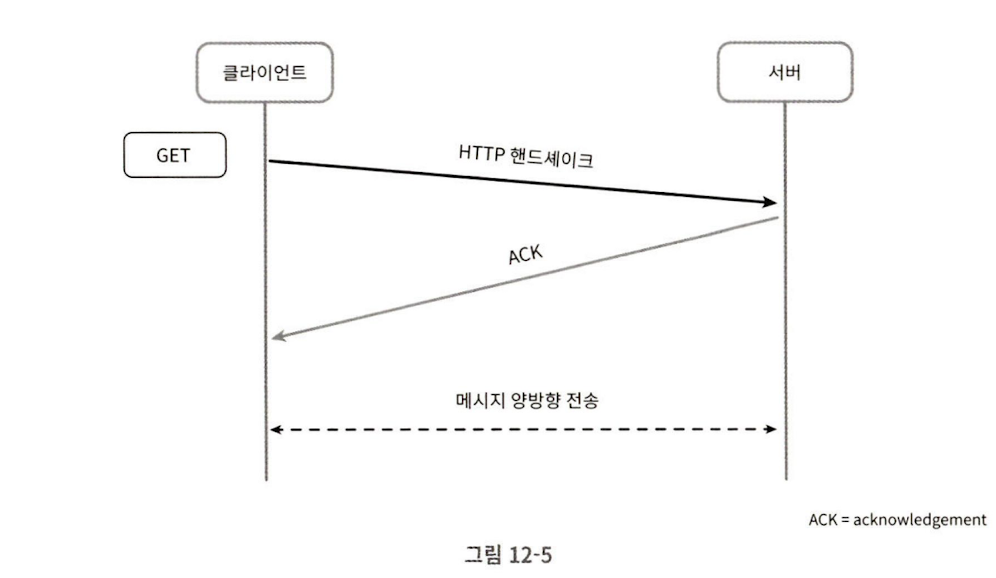 클라이언트
서버
GET
HTTP 핸드셰이크
ACK
메시지 양방향 전송
ACK = acknowledgement
그림 12-5